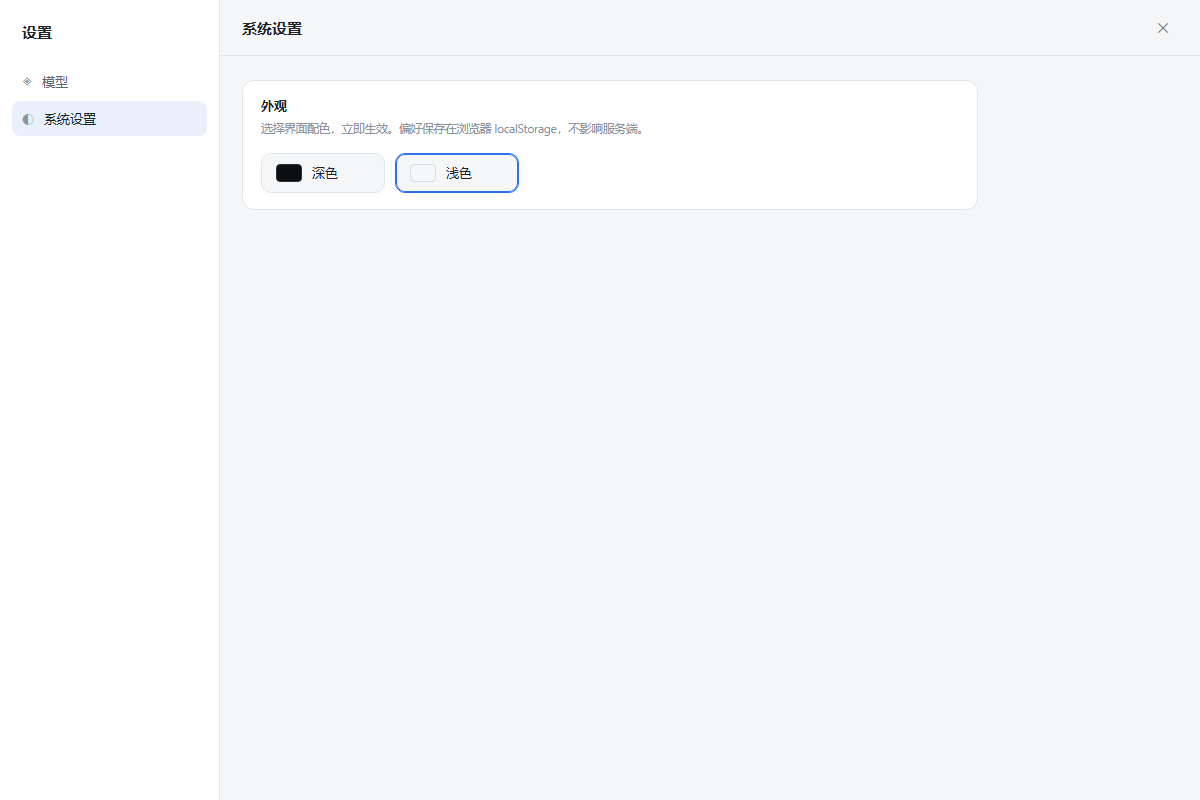 设置
模型
系统设置
系统设置
外观
选择界面配色，立即生效。偏好保存在浏览器 localStorage，不影响服务端。
深色
浅色